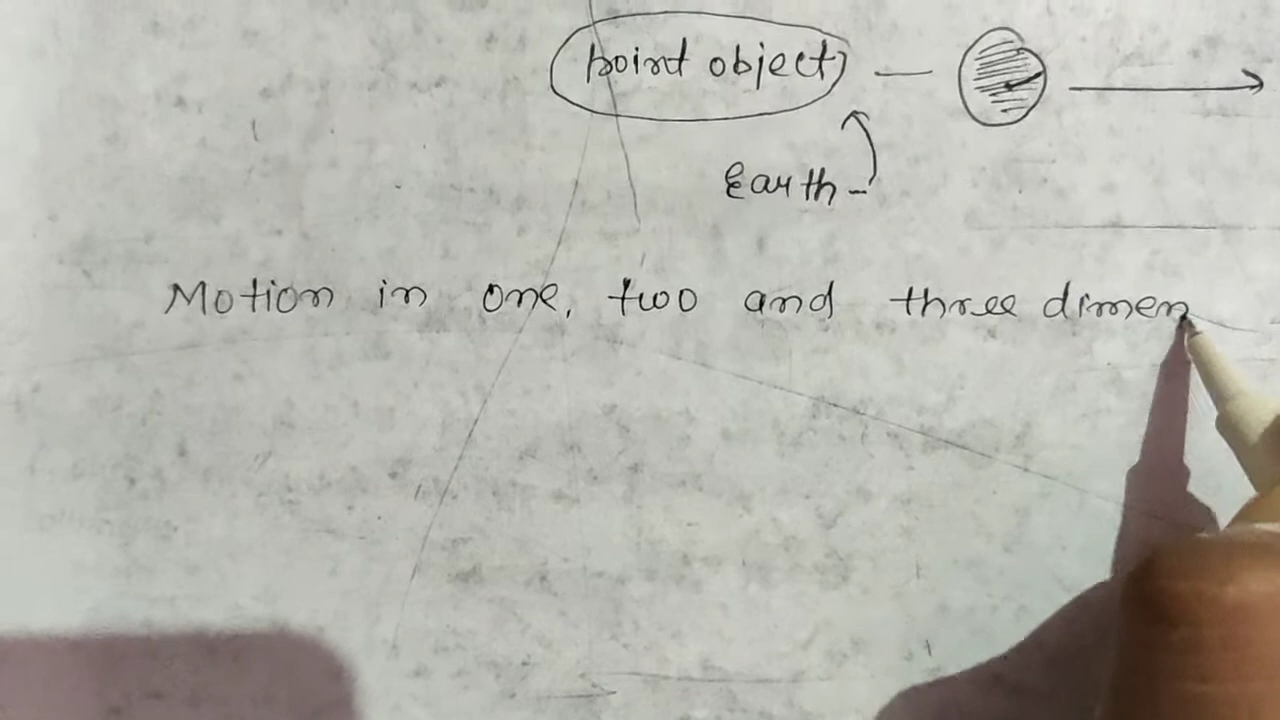 point object
Earth
Motion in one, two and three dimen